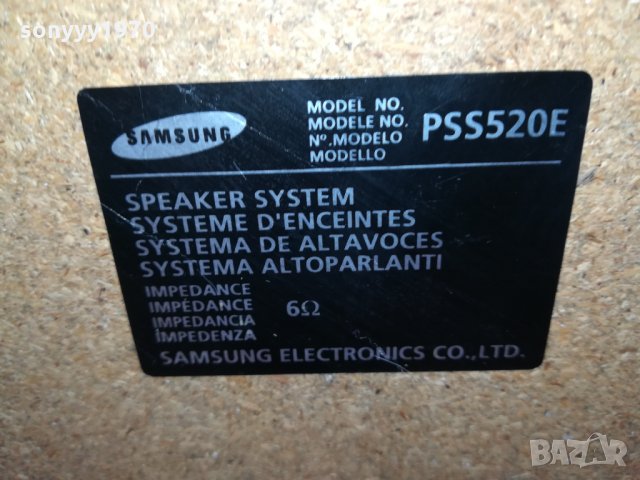 sonyyy1970
SAMSUNG
MODEL NO.
MODELE NO.
Nº.MODELO
MODELLO
PSS520E
SPEAKER SYSTEM
SYSTEME D'ENCEINTES
SYSTEMA DE ALTAVOCES
SYSTEMA ALTOPARLANTI
IMPEDANCE
IMPÉDANCE
IMPEDANCIA
IMPEDENZA
6Ω
SAMSUNG ELECTRONICS CO.,LTD.
BAZAR